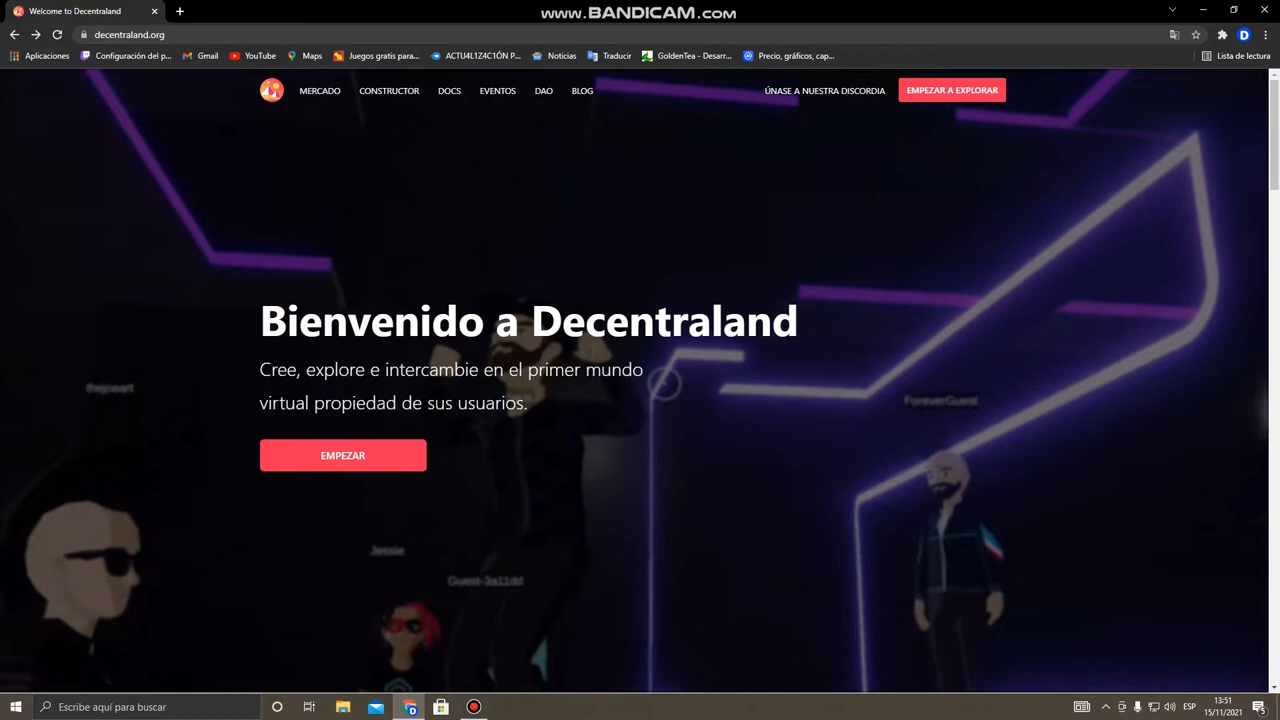 www.BANDICAM.com
Welcome to Decentraland
decentraland.org
Aplicaciones
Configuración del p...
Gmail
YouTube
Maps
Juegos gratis para...
ACTU4L1Z4C1ÓN P...
Noticias
Traducir
GoldenTea - Desarr...
Precio, gráficos, cap...
Lista de lectura
MERCADO
CONSTRUCTOR
DOCS
EVENTOS
DAO
BLOG
ÚNASE A NUESTRA DISCORDIA
EMPEZAR A EXPLORAR
Bienvenido a Decentraland
Cree, explore e intercambie en el primer mundo
virtual propiedad de sus usuarios.
thejoeart
ForeverGuest
EMPEZAR
Jessie
Guest-3a11dd
Escribe aquí para buscar
ESP
13:51
15/11/2021